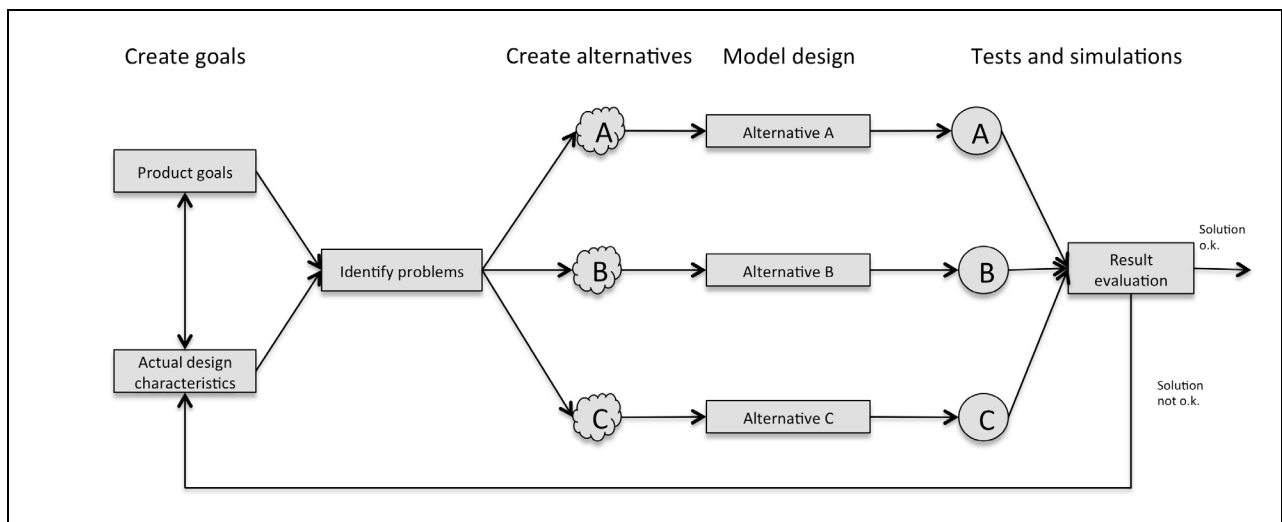 Create goals
Create alternatives
Model design
Tests and simulations
A
Alternative A
A
Product goals
Solution
o.k.
Identify problems
B
Alternative B
B
Result
evaluation
Actual design
characteristics
Solution
not o.k.
C
Alternative C
C